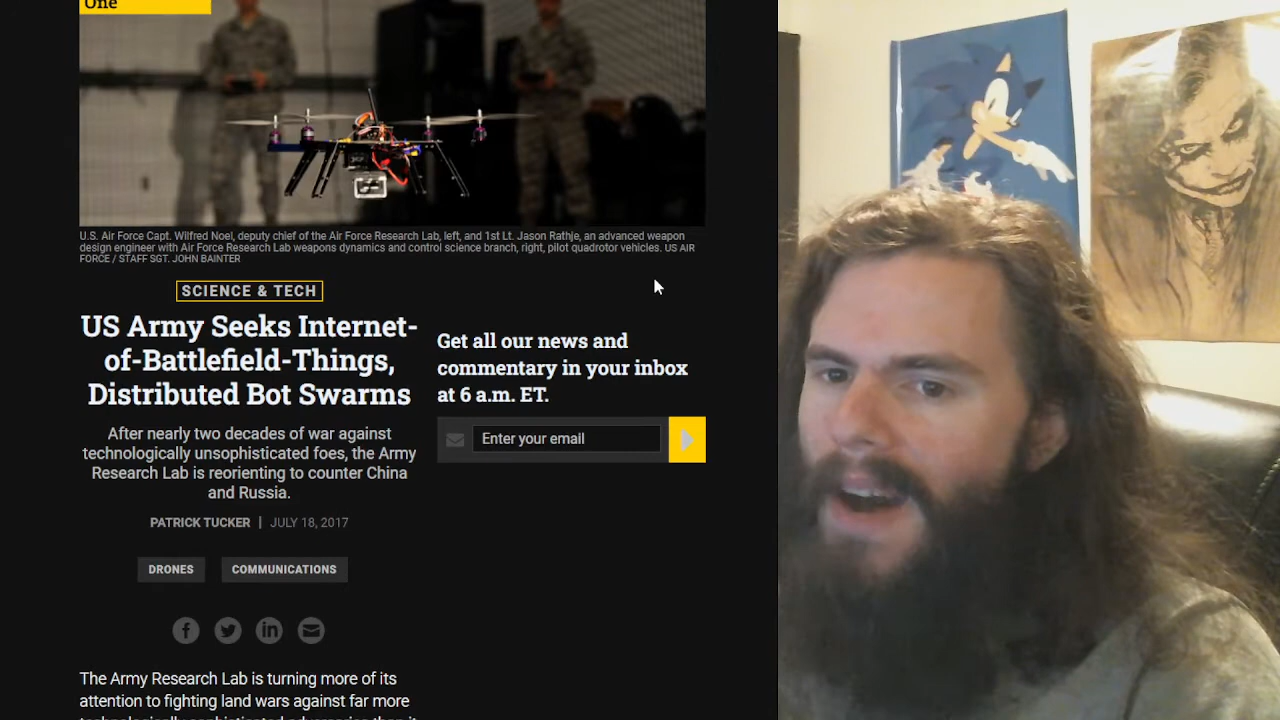 One
U.S. Air Force Capt. Wilfred Noel, deputy chief of the Air Force Research Lab, left, and 1st Lt. Jason Rathje, an advanced weapon
design engineer with Air Force Research Lab weapons dynamics and control science branch, right, pilot quadrotor vehicles. US AIR
FORCE / STAFF SGT. JOHN BAINTER
SCIENCE & TECH
US Army Seeks Internet-
of-Battlefield-Things,
Distributed Bot Swarms
After nearly two decades of war against
technologically unsophisticated foes, the Army
Research Lab is reorienting to counter China
and Russia.
PATRICK TUCKER | JULY 18, 2017
DRONES COMMUNICATIONS
The Army Research Lab is turning more of its
attention to fighting land wars against far more
technologically sophisticated adversaries than it
Get all our news and
commentary in your inbox
at 6 a.m. ET.
Enter your email